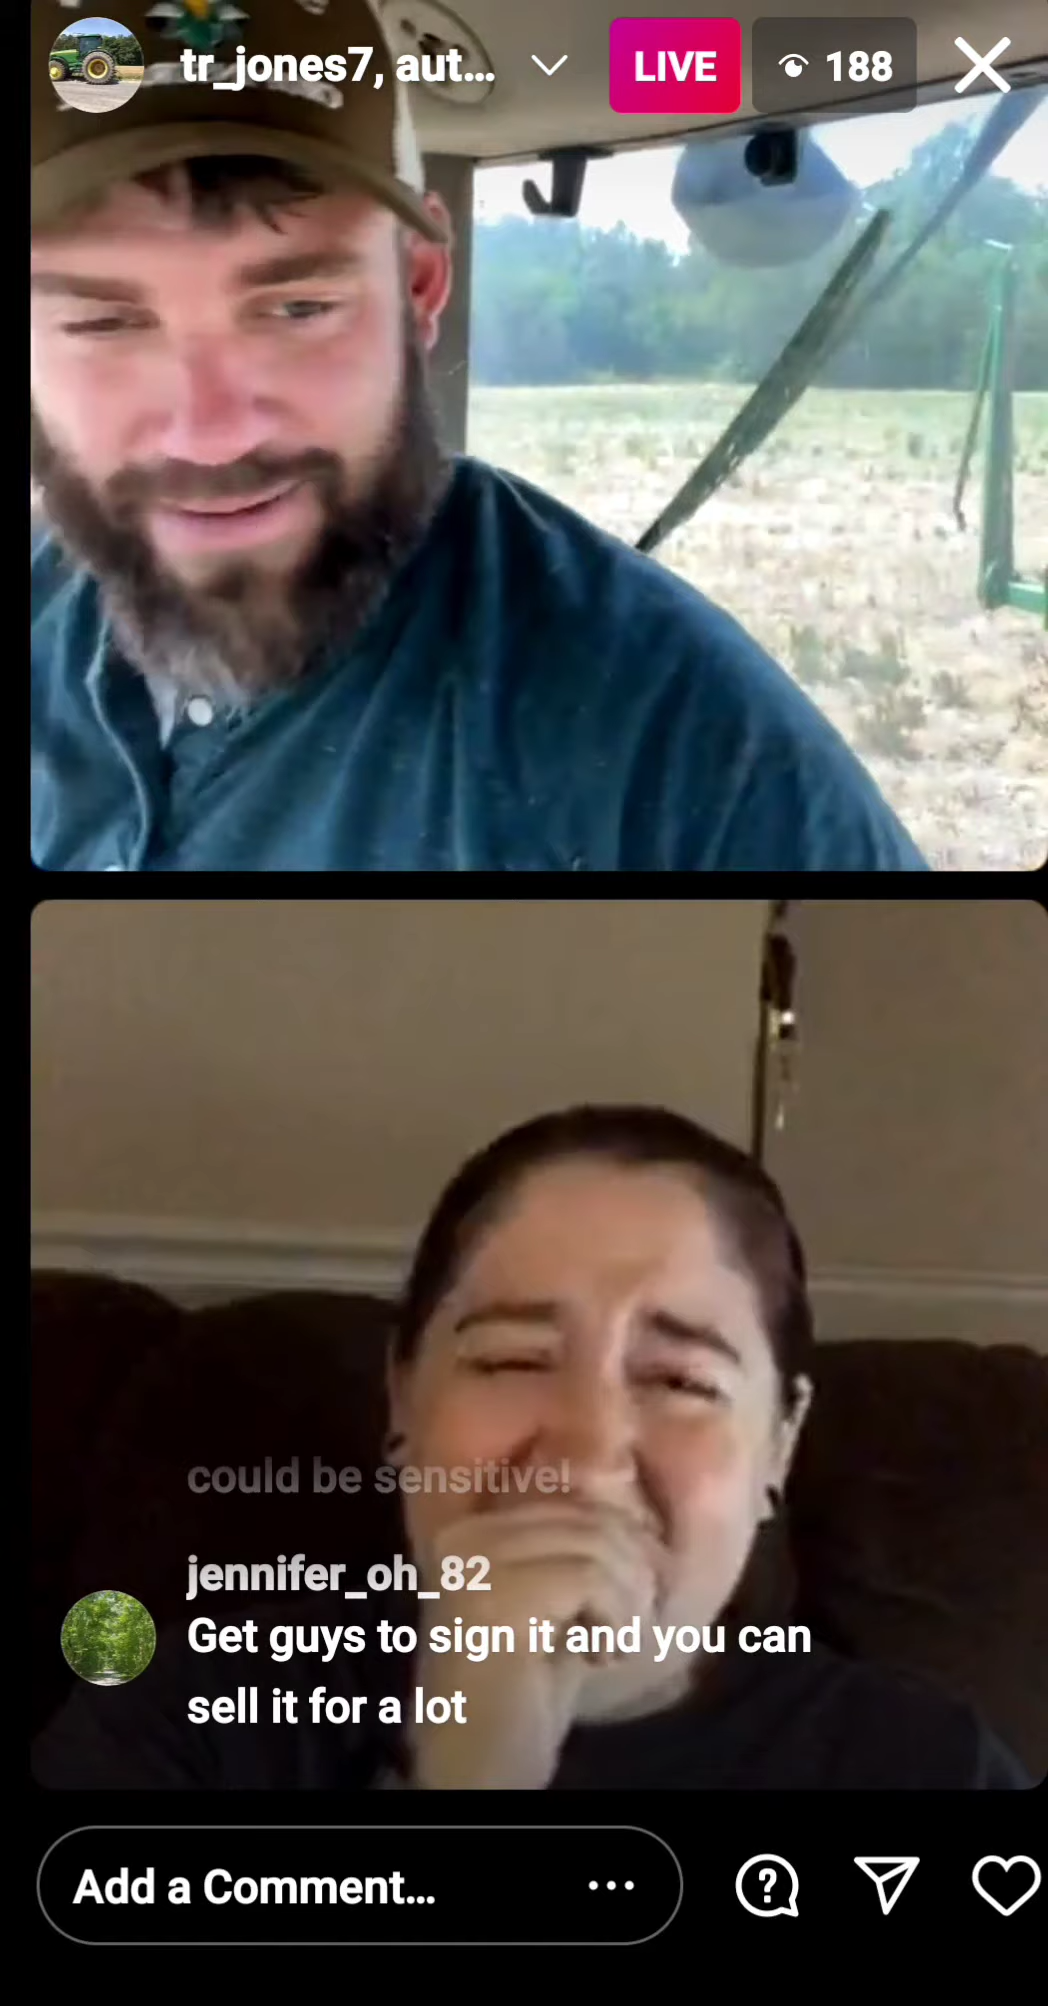 tr_jones7, aut...
LIVE
188
could be sensitive!
jennifer_oh_82
Get guys to sign it and you can
sell it for a lot
Add a Comment...